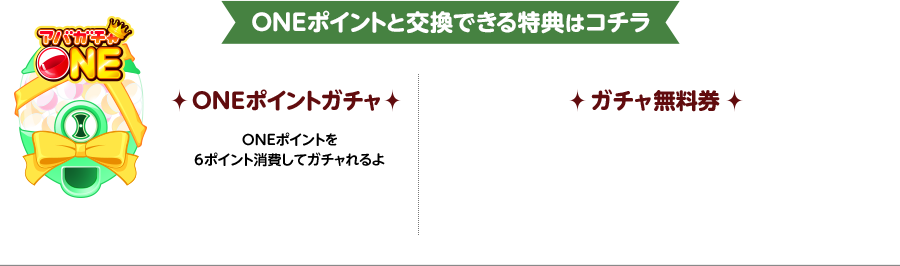 ONEポイントと交換できる特典はコチラ
アバガチャ
ONE
ONEポイントガチャ
ONEポイントを
6ポイント消費してガチャれるよ
ガチャ無料券